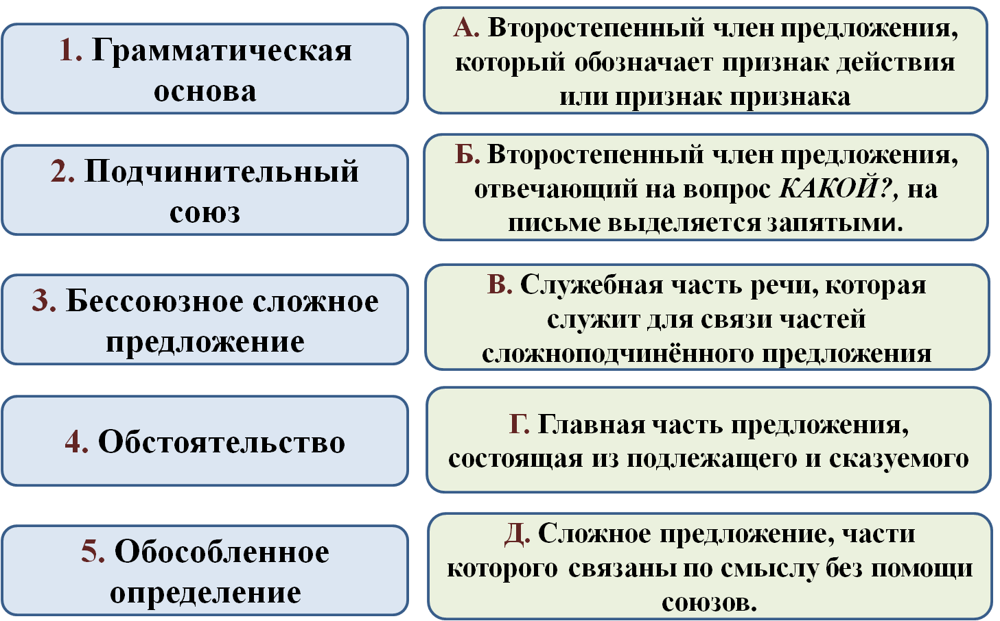 1. Грамматическая
основа
А. Второстепенный член предложения,
который обозначает признак действия
или признак признака
2. Подчинительный
союз
Б. Второстепенный член предложения,
отвечающий на вопрос КАКОЙ?, на
письме выделяется запятыми.
3. Бессоюзное сложное
предложение
В. Служебная часть речи, которая
служит для связи частей
сложноподчинённого предложения
4. Обстоятельство
Г. Главная часть предложения,
состоящая из подлежащего и сказуемого
5. Обособленное
определение
Д. Сложное предложение, части
которого связаны по смыслу без помощи
союзов.